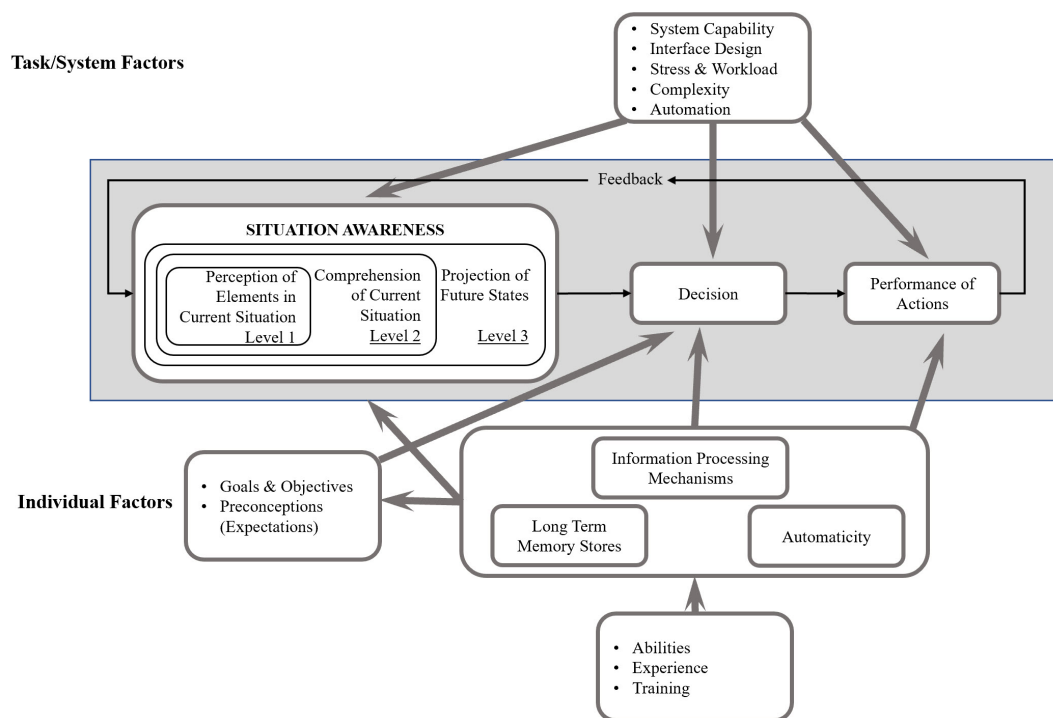 • System Capability
• Interface Design
• Stress & Workload
• Complexity
• Automation
Task/System Factors
Feedback
SITUATION AWARENESS
Perception of
Elements in
Current Situation
Level 1
Comprehension
of Current
Situation
Level 2
Projection of
Future States
Level 3
Decision
Performance of
Actions
Individual Factors
• Goals & Objectives
• Preconceptions
(Expectations)
Information Processing
Mechanisms
Long Term
Memory Stores
Automaticity
• Abilities
• Experience
• Training